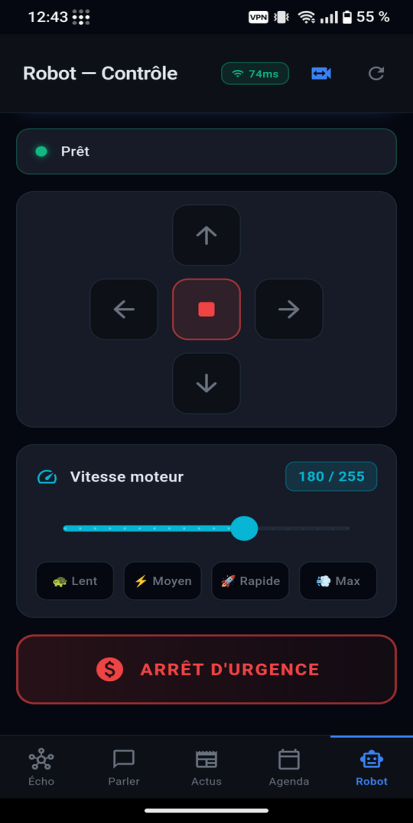 12:43 VPN 55 %
Robot — Contrôle 74ms
Prêt
Vitesse moteur 180 / 255
Lent Moyen Rapide Max
$ ARRÊT D'URGENCE
Écho Parler Actus Agenda Robot